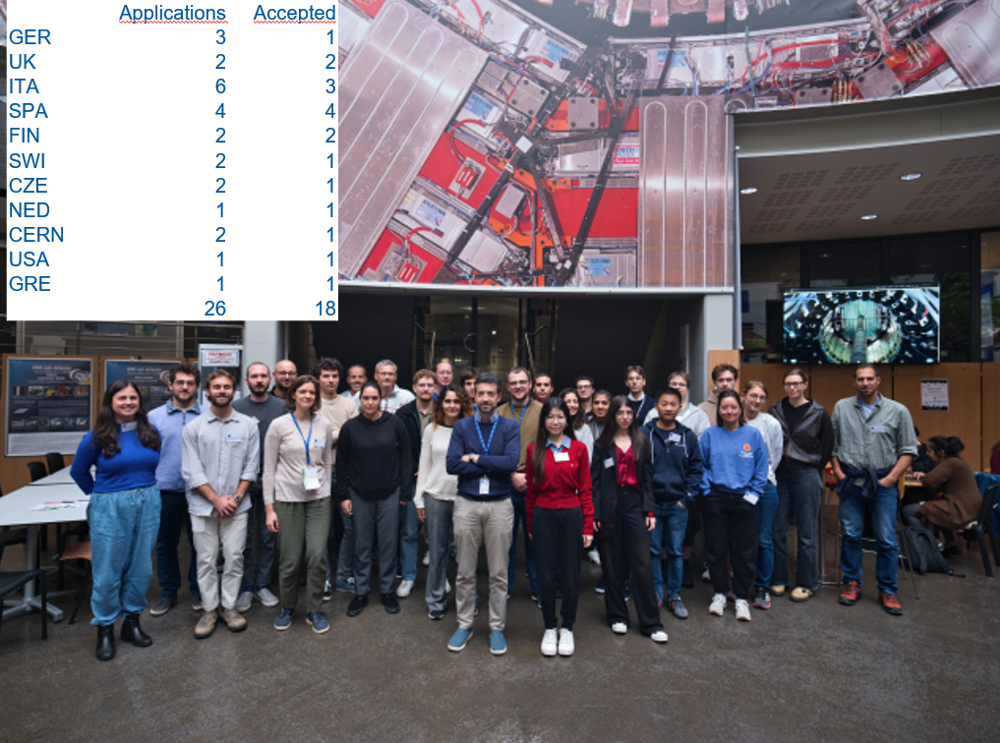 Applications Accepted
GER 3 1
UK 2 2
ITA 6 3
SPA 4 4
FIN 2 2
SWI 2 1
CZE 2 1
NED 1 1
CERN 2 1
USA 1 1
GRE 1 1
26 18